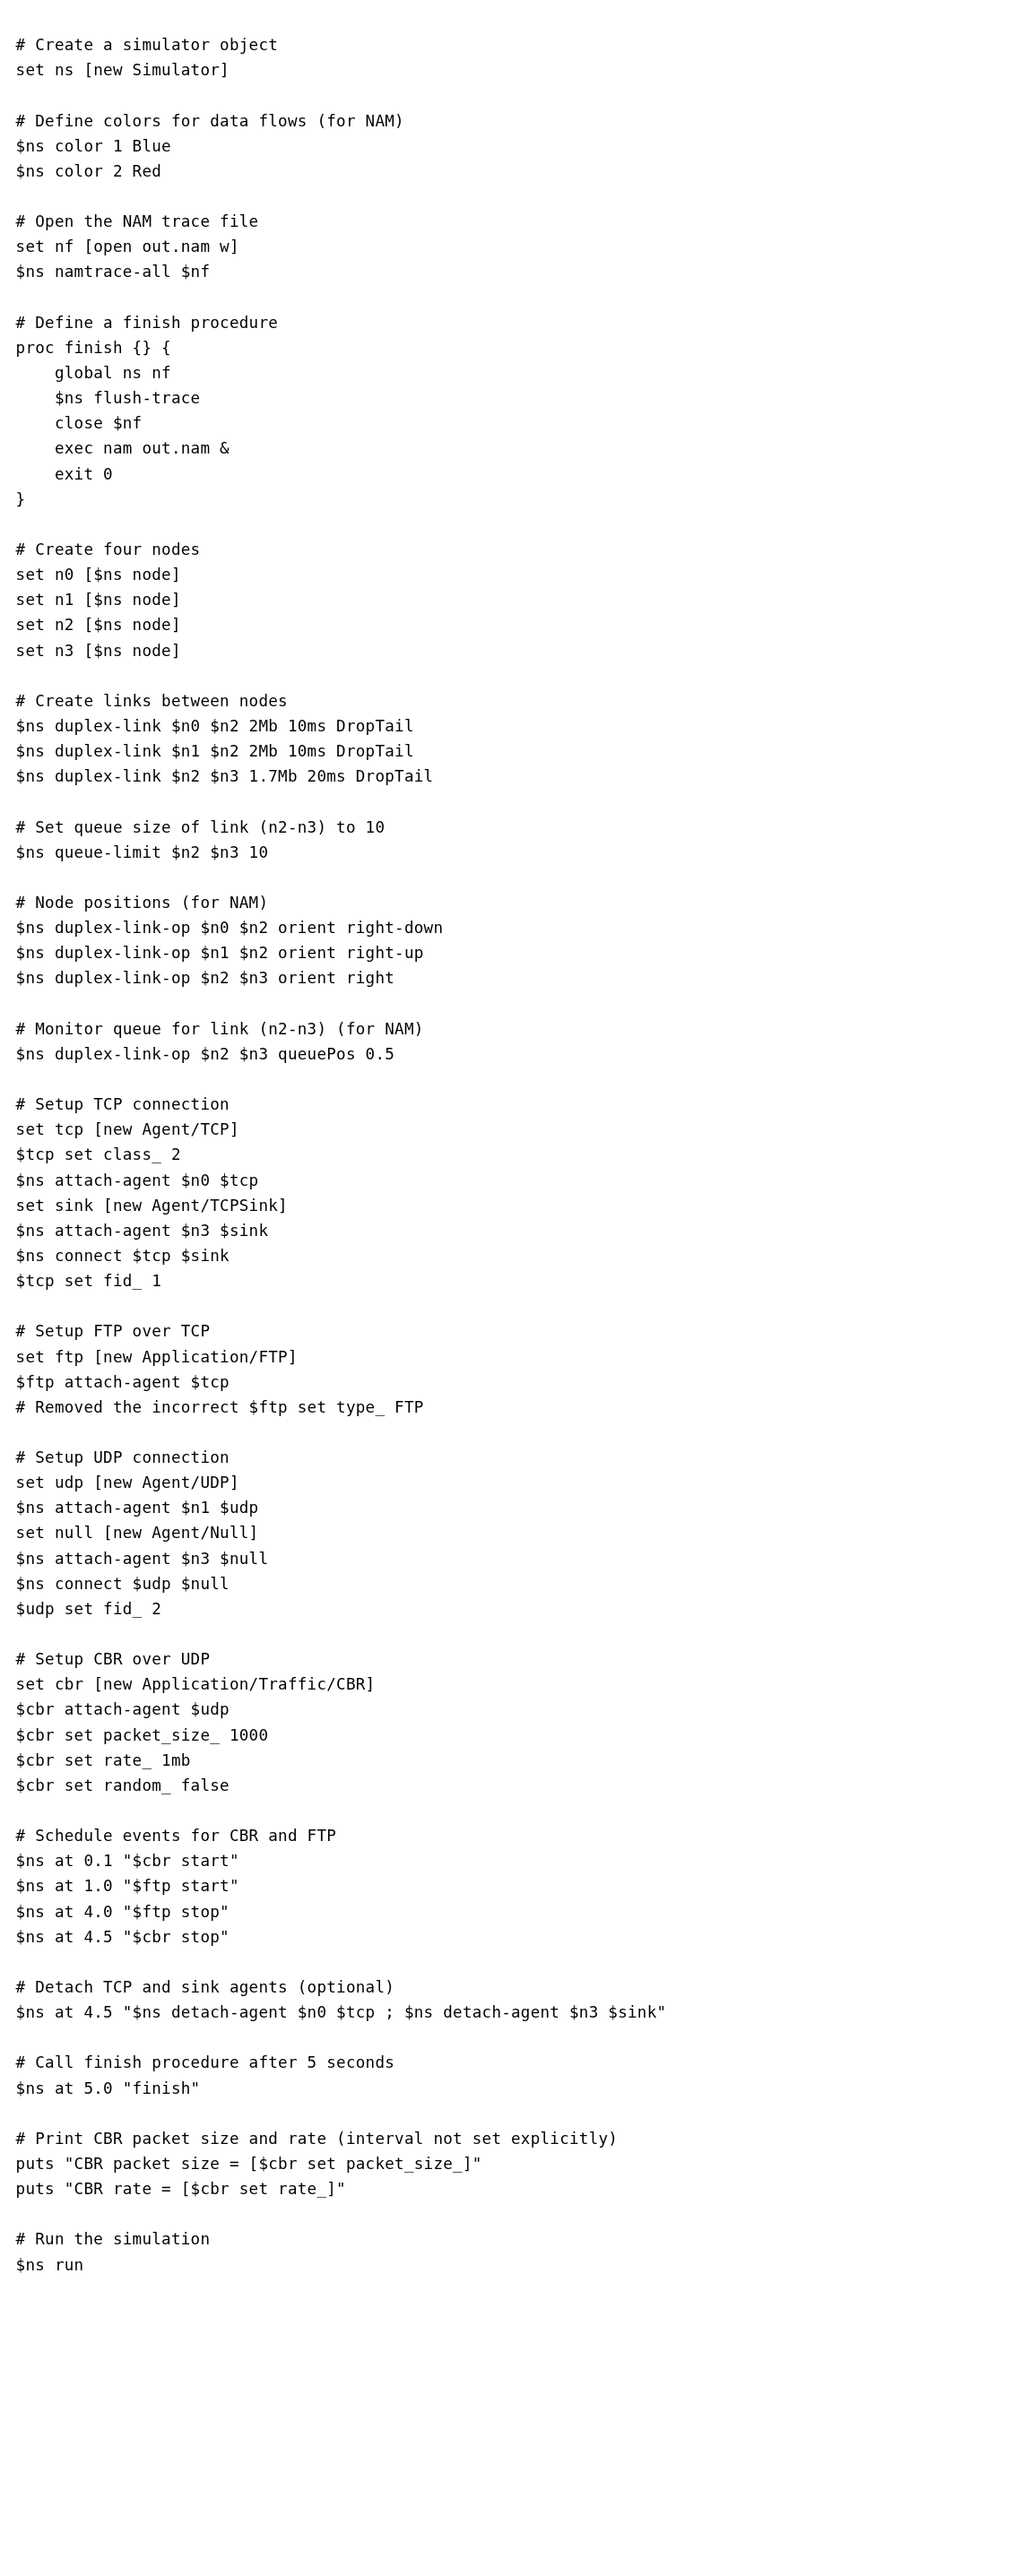 # Create a simulator object
set ns [new Simulator]

# Define colors for data flows (for NAM)
$ns color 1 Blue
$ns color 2 Red

# Open the NAM trace file
set nf [open out.nam w]
$ns namtrace-all $nf

# Define a finish procedure
proc finish {} {
    global ns nf
    $ns flush-trace
    close $nf
    exec nam out.nam &
    exit 0
}

# Create four nodes
set n0 [$ns node]
set n1 [$ns node]
set n2 [$ns node]
set n3 [$ns node]

# Create links between nodes
$ns duplex-link $n0 $n2 2Mb 10ms DropTail
$ns duplex-link $n1 $n2 2Mb 10ms DropTail
$ns duplex-link $n2 $n3 1.7Mb 20ms DropTail

# Set queue size of link (n2-n3) to 10
$ns queue-limit $n2 $n3 10

# Node positions (for NAM)
$ns duplex-link-op $n0 $n2 orient right-down
$ns duplex-link-op $n1 $n2 orient right-up
$ns duplex-link-op $n2 $n3 orient right

# Monitor queue for link (n2-n3) (for NAM)
$ns duplex-link-op $n2 $n3 queuePos 0.5

# Setup TCP connection
set tcp [new Agent/TCP]
$tcp set class_ 2
$ns attach-agent $n0 $tcp
set sink [new Agent/TCPSink]
$ns attach-agent $n3 $sink
$ns connect $tcp $sink
$tcp set fid_ 1

# Setup FTP over TCP
set ftp [new Application/FTP]
$ftp attach-agent $tcp
# Removed the incorrect $ftp set type_ FTP

# Setup UDP connection
set udp [new Agent/UDP]
$ns attach-agent $n1 $udp
set null [new Agent/Null]
$ns attach-agent $n3 $null
$ns connect $udp $null
$udp set fid_ 2

# Setup CBR over UDP
set cbr [new Application/Traffic/CBR]
$cbr attach-agent $udp
$cbr set packet_size_ 1000
$cbr set rate_ 1mb
$cbr set random_ false

# Schedule events for CBR and FTP
$ns at 0.1 "$cbr start"
$ns at 1.0 "$ftp start"
$ns at 4.0 "$ftp stop"
$ns at 4.5 "$cbr stop"

# Detach TCP and sink agents (optional)
$ns at 4.5 "$ns detach-agent $n0 $tcp ; $ns detach-agent $n3 $sink"

# Call finish procedure after 5 seconds
$ns at 5.0 "finish"

# Print CBR packet size and rate (interval not set explicitly)
puts "CBR packet size = [$cbr set packet_size_]"
puts "CBR rate = [$cbr set rate_]"

# Run the simulation
$ns run